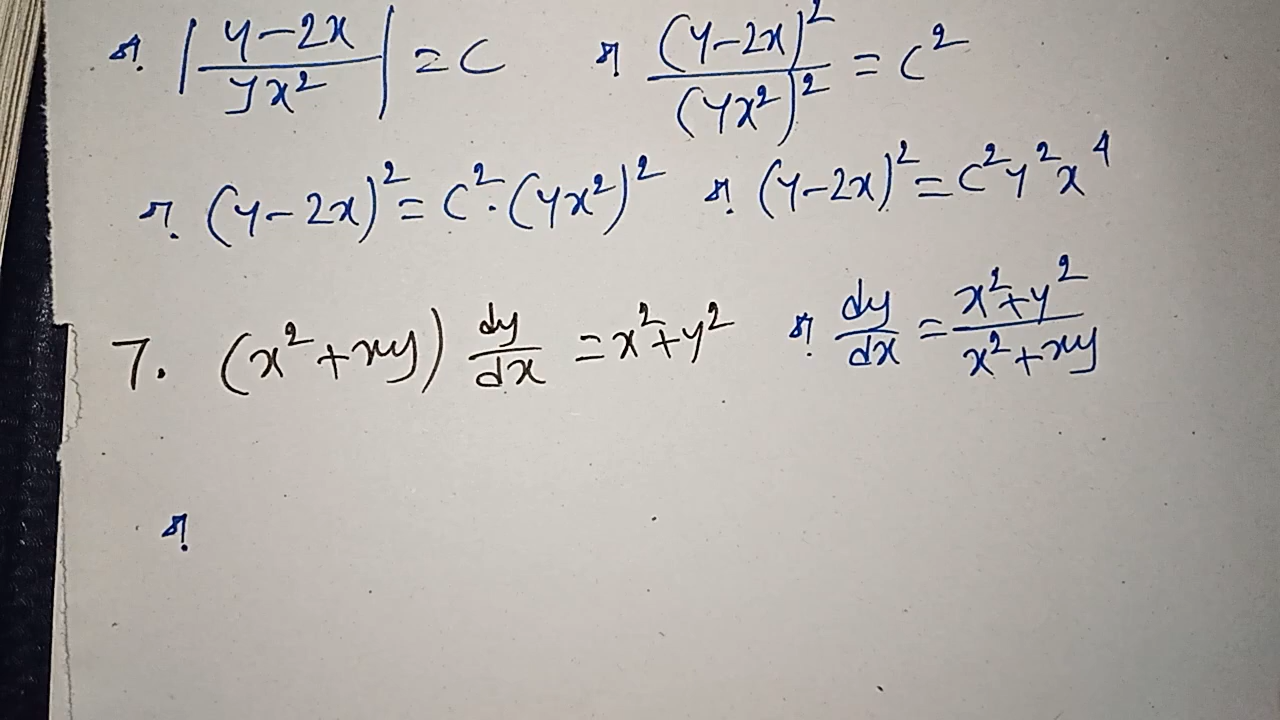 বা, |(y-2x)/(yx²)| = c বা (y-2x)²/(yx²)² = c²
বা, (y-2x)² = c²·(yx²)² বা, (y-2x)² = c²y²x⁴
7. (x²+xy) dy/dx = x²+y² বা, dy/dx = (x²+y²)/(x²+xy)
বা,